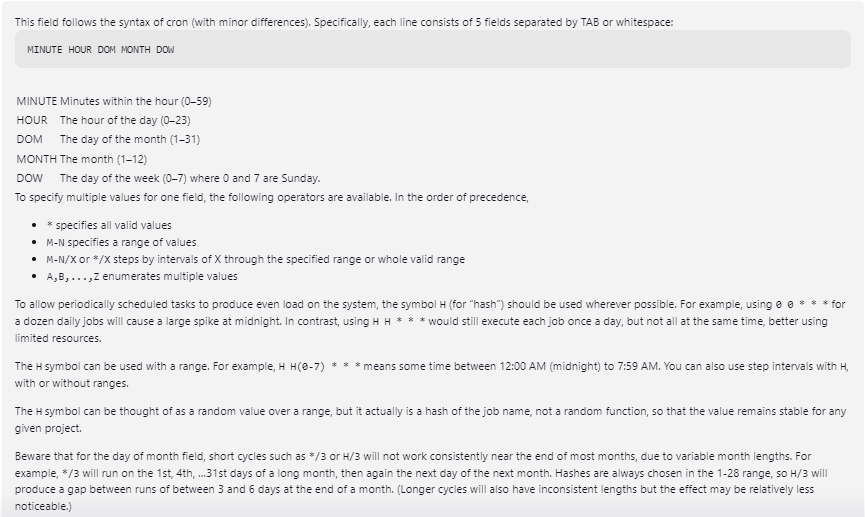 This field follows the syntax of cron (with minor differences). Specifically, each line consists of 5 fields separated by TAB or whitespace:
MINUTE HOUR DOM MONTH DOW
MINUTE Minutes within the hour (0–59)
HOUR The hour of the day (0–23)
DOM The day of the month (1–31)
MONTH The month (1–12)
DOW The day of the week (0–7) where 0 and 7 are Sunday.
To specify multiple values for one field, the following operators are available. In the order of precedence,
• * specifies all valid values
• M-N specifies a range of values
• M-N/X or */X steps by intervals of X through the specified range or whole valid range
• A,B,...,Z enumerates multiple values
To allow periodically scheduled tasks to produce even load on the system, the symbol H (for “hash”) should be used wherever possible. For example, using 0 0 * * * for
a dozen daily jobs will cause a large spike at midnight. In contrast, using H H * * * would still execute each job once a day, but not all at the same time, better using
limited resources.
The H symbol can be used with a range. For example, H H(0-7) * * * means some time between 12:00 AM (midnight) to 7:59 AM. You can also use step intervals with H,
with or without ranges.
The H symbol can be thought of as a random value over a range, but it actually is a hash of the job name, not a random function, so that the value remains stable for any
given project.
Beware that for the day of month field, short cycles such as */3 or H/3 will not work consistently near the end of most months, due to variable month lengths. For
example, */3 will run on the 1st, 4th, …31st days of a long month, then again the next day of the next month. Hashes are always chosen in the 1-28 range, so H/3 will
produce a gap between runs of between 3 and 6 days at the end of a month. (Longer cycles will also have inconsistent lengths but the effect may be relatively less
noticeable.)